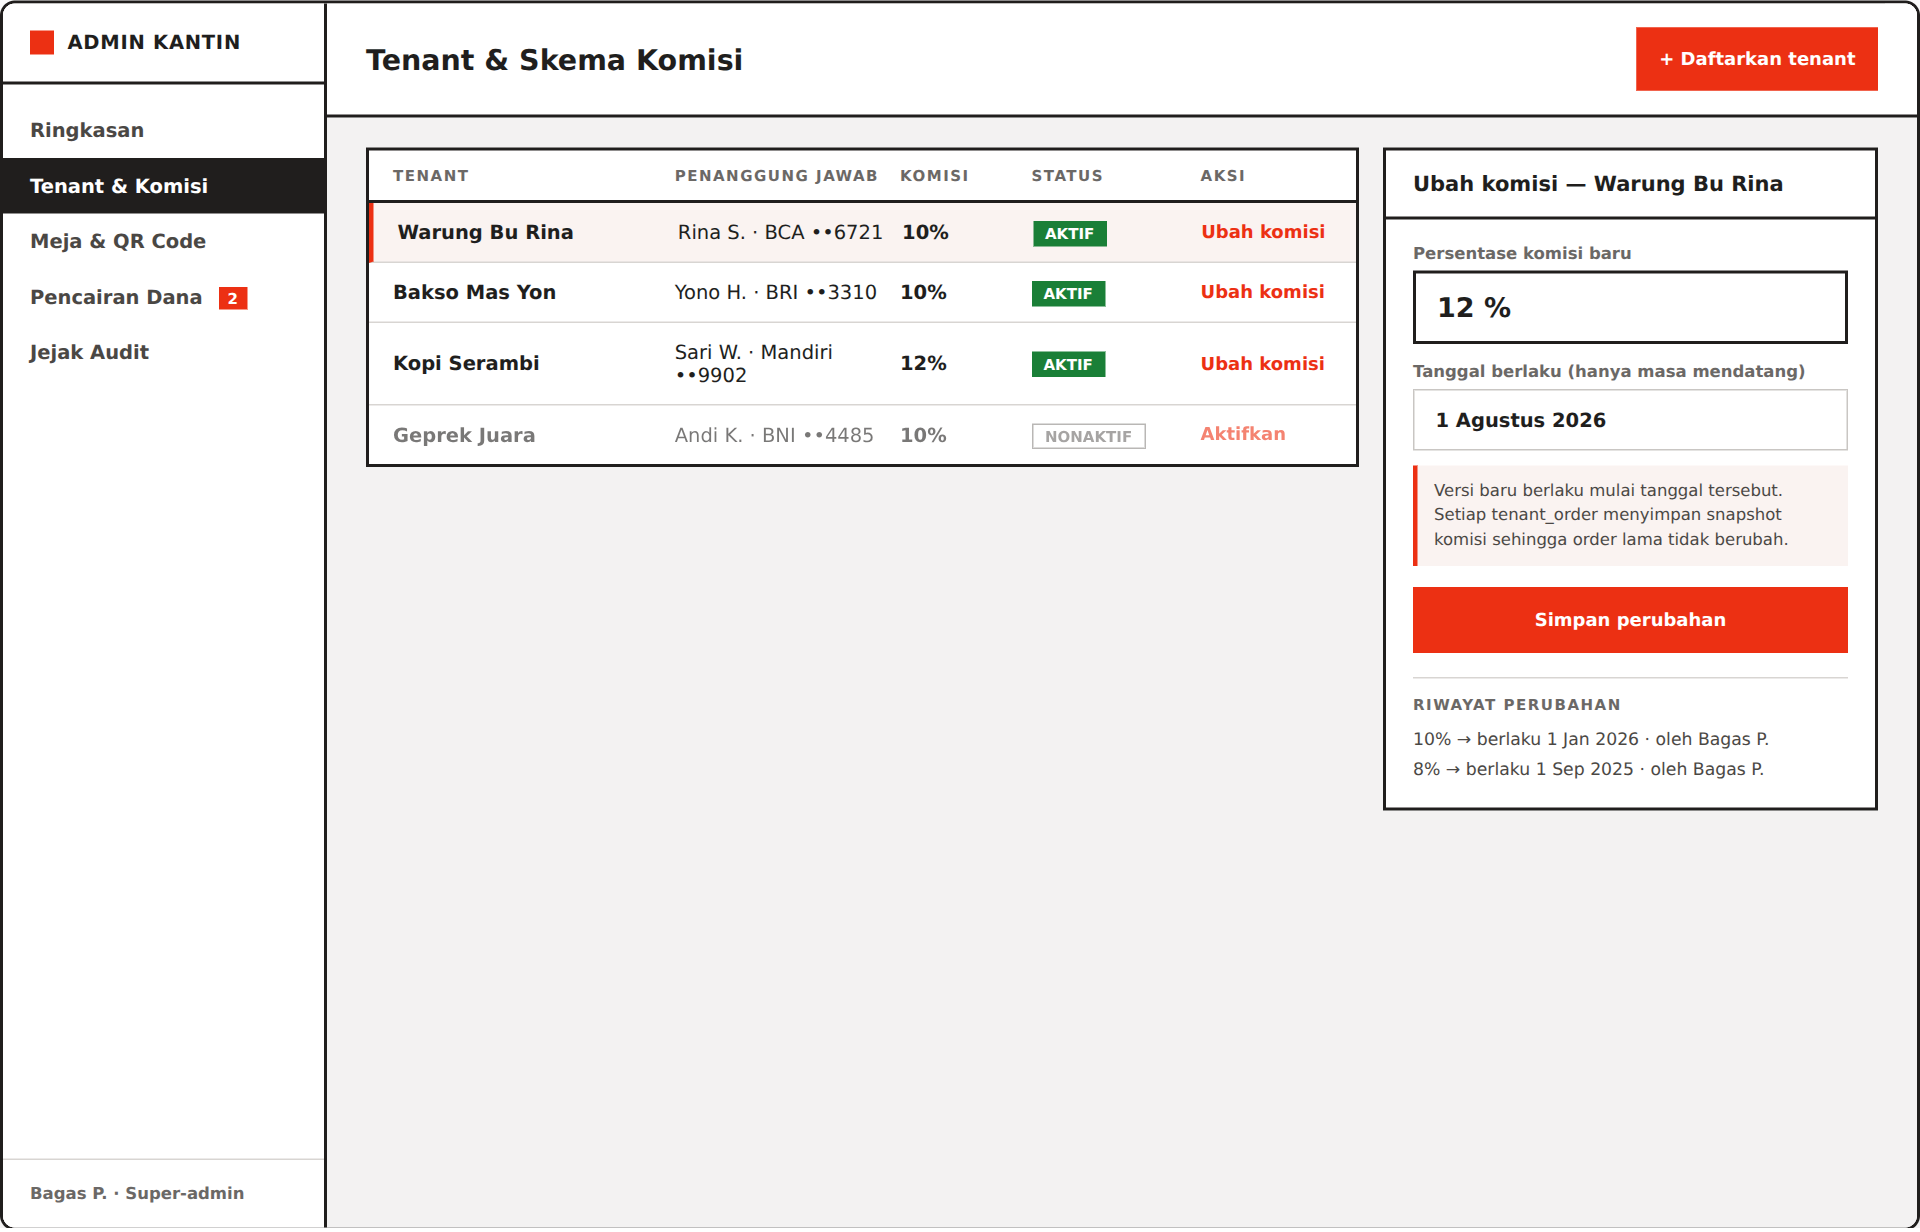 ADMIN KANTIN
Ringkasan
Tenant & Komisi
Meja & QR Code
Pencairan Dana 2
Jejak Audit
Bagas P. · Super-admin
Tenant & Skema Komisi
+ Daftarkan tenant
TENANT PENANGGUNG JAWAB KOMISI STATUS AKSI
Warung Bu Rina Rina S. · BCA ••6721 10% AKTIF Ubah komisi
Bakso Mas Yon Yono H. · BRI ••3310 10% AKTIF Ubah komisi
Kopi Serambi Sari W. · Mandiri ••9902 12% AKTIF Ubah komisi
Geprek Juara Andi K. · BNI ••4485 10% NONAKTIF Aktifkan
Ubah komisi — Warung Bu Rina
Persentase komisi baru
12 %
Tanggal berlaku (hanya masa mendatang)
1 Agustus 2026
Versi baru berlaku mulai tanggal tersebut.
Setiap tenant_order menyimpan snapshot
komisi sehingga order lama tidak berubah.
Simpan perubahan
RIWAYAT PERUBAHAN
10% → berlaku 1 Jan 2026 · oleh Bagas P.
8% → berlaku 1 Sep 2025 · oleh Bagas P.